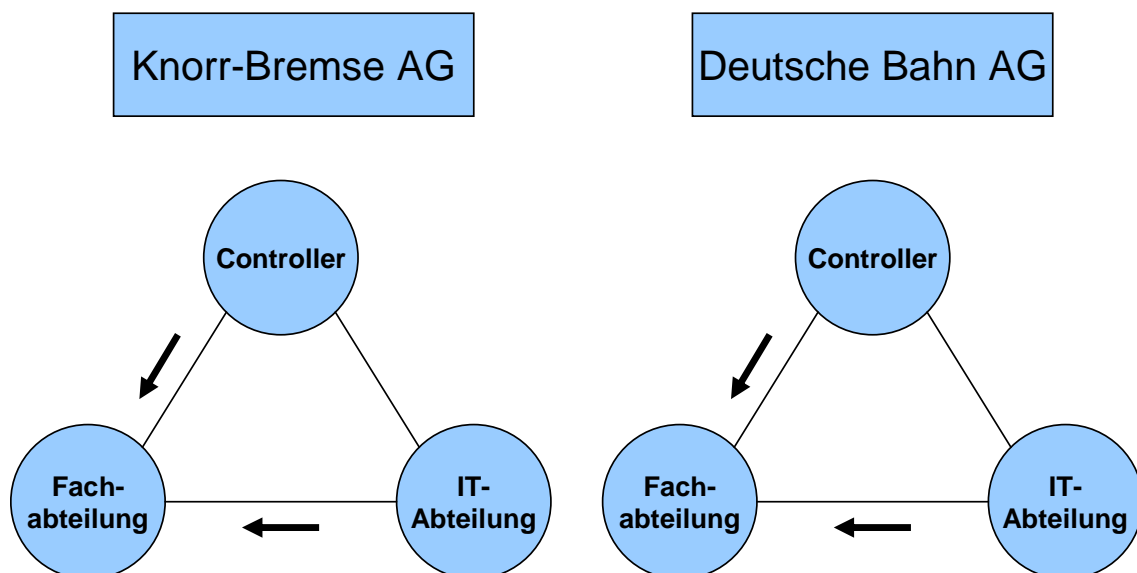 Knorr-Bremse AG
Deutsche Bahn AG
Controller
Controller
Fach-
abteilung
IT-
Abteilung
Fach-
abteilung
IT-
Abteilung